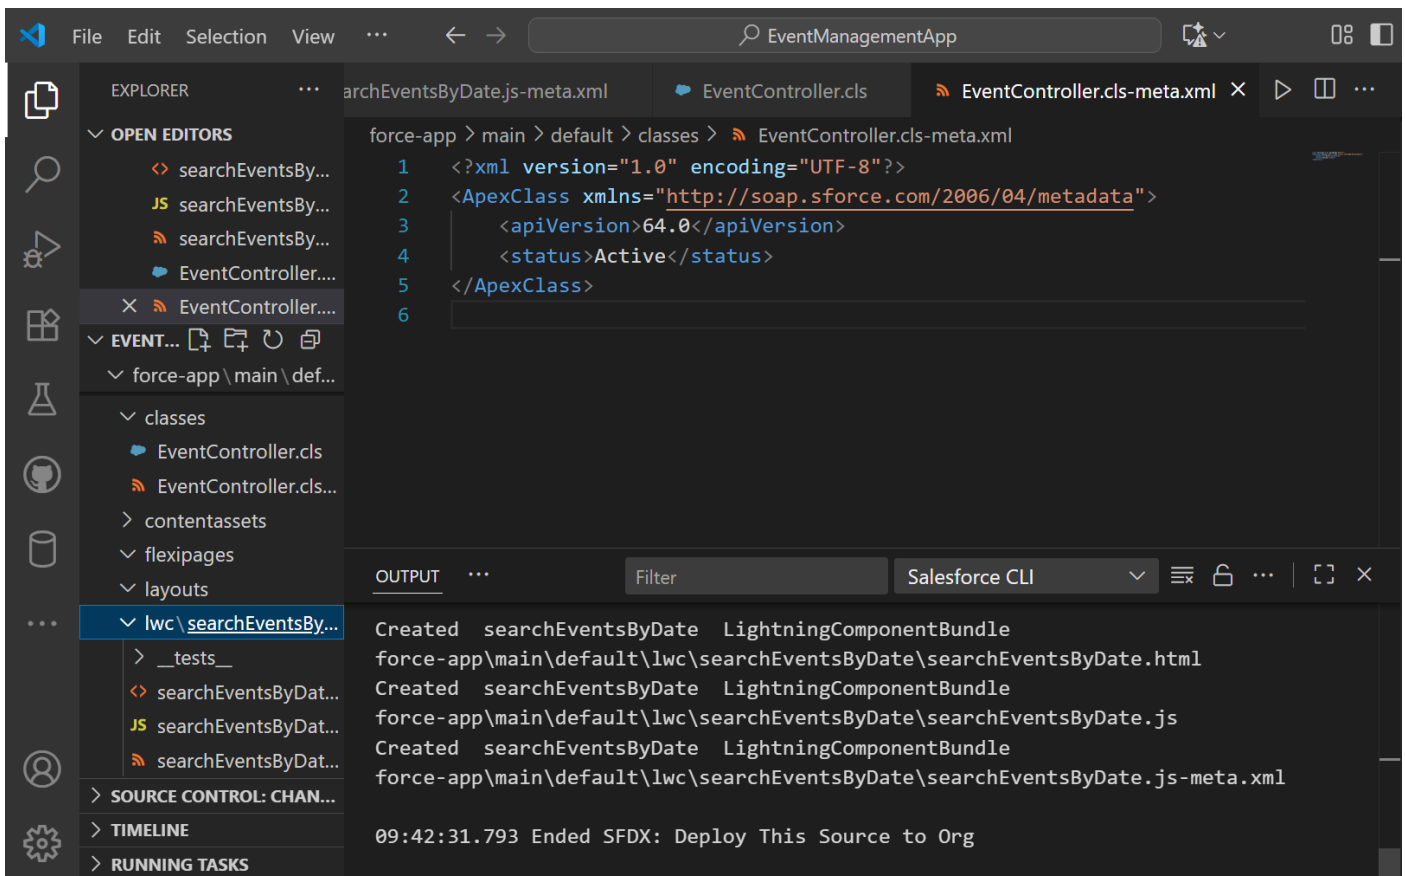 File Edit Selection View ··· EventManagementApp
EXPLORER ···
OPEN EDITORS
searchEventsBy...
JS searchEventsBy...
searchEventsBy...
EventController....
EventController....
EVENT...
force-app\main\def...
classes
EventController.cls
EventController.cls...
contentassets
flexipages
layouts
lwc\searchEventsBy...
__tests__
searchEventsByDat...
JS searchEventsByDat...
searchEventsByDat...
SOURCE CONTROL: CHAN...
TIMELINE
RUNNING TASKS
archEventsByDate.js-meta.xml EventController.cls EventController.cls-meta.xml
force-app > main > default > classes > EventController.cls-meta.xml
1 <?xml version="1.0" encoding="UTF-8"?>
2 <ApexClass xmlns="http://soap.sforce.com/2006/04/metadata">
3 <apiVersion>64.0</apiVersion>
4 <status>Active</status>
5 </ApexClass>
6
OUTPUT ··· Filter Salesforce CLI
Created searchEventsByDate LightningComponentBundle
force-app\main\default\lwc\searchEventsByDate\searchEventsByDate.html
Created searchEventsByDate LightningComponentBundle
force-app\main\default\lwc\searchEventsByDate\searchEventsByDate.js
Created searchEventsByDate LightningComponentBundle
force-app\main\default\lwc\searchEventsByDate\searchEventsByDate.js-meta.xml
09:42:31.793 Ended SFDX: Deploy This Source to Org